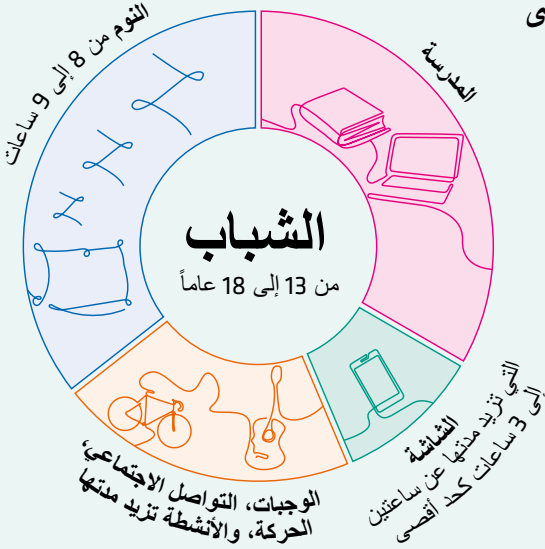 النوم من 8 إلى 9 ساعات
المدرسة
الشباب
من 13 إلى 18 عاماً
الشاشة
التي تزيد مدتها عن ساعتين
إلى 3 ساعات كحد أقصى
الوجبات، التواصل الاجتماعي،
الحركة، والأنشطة تزيد مدتها